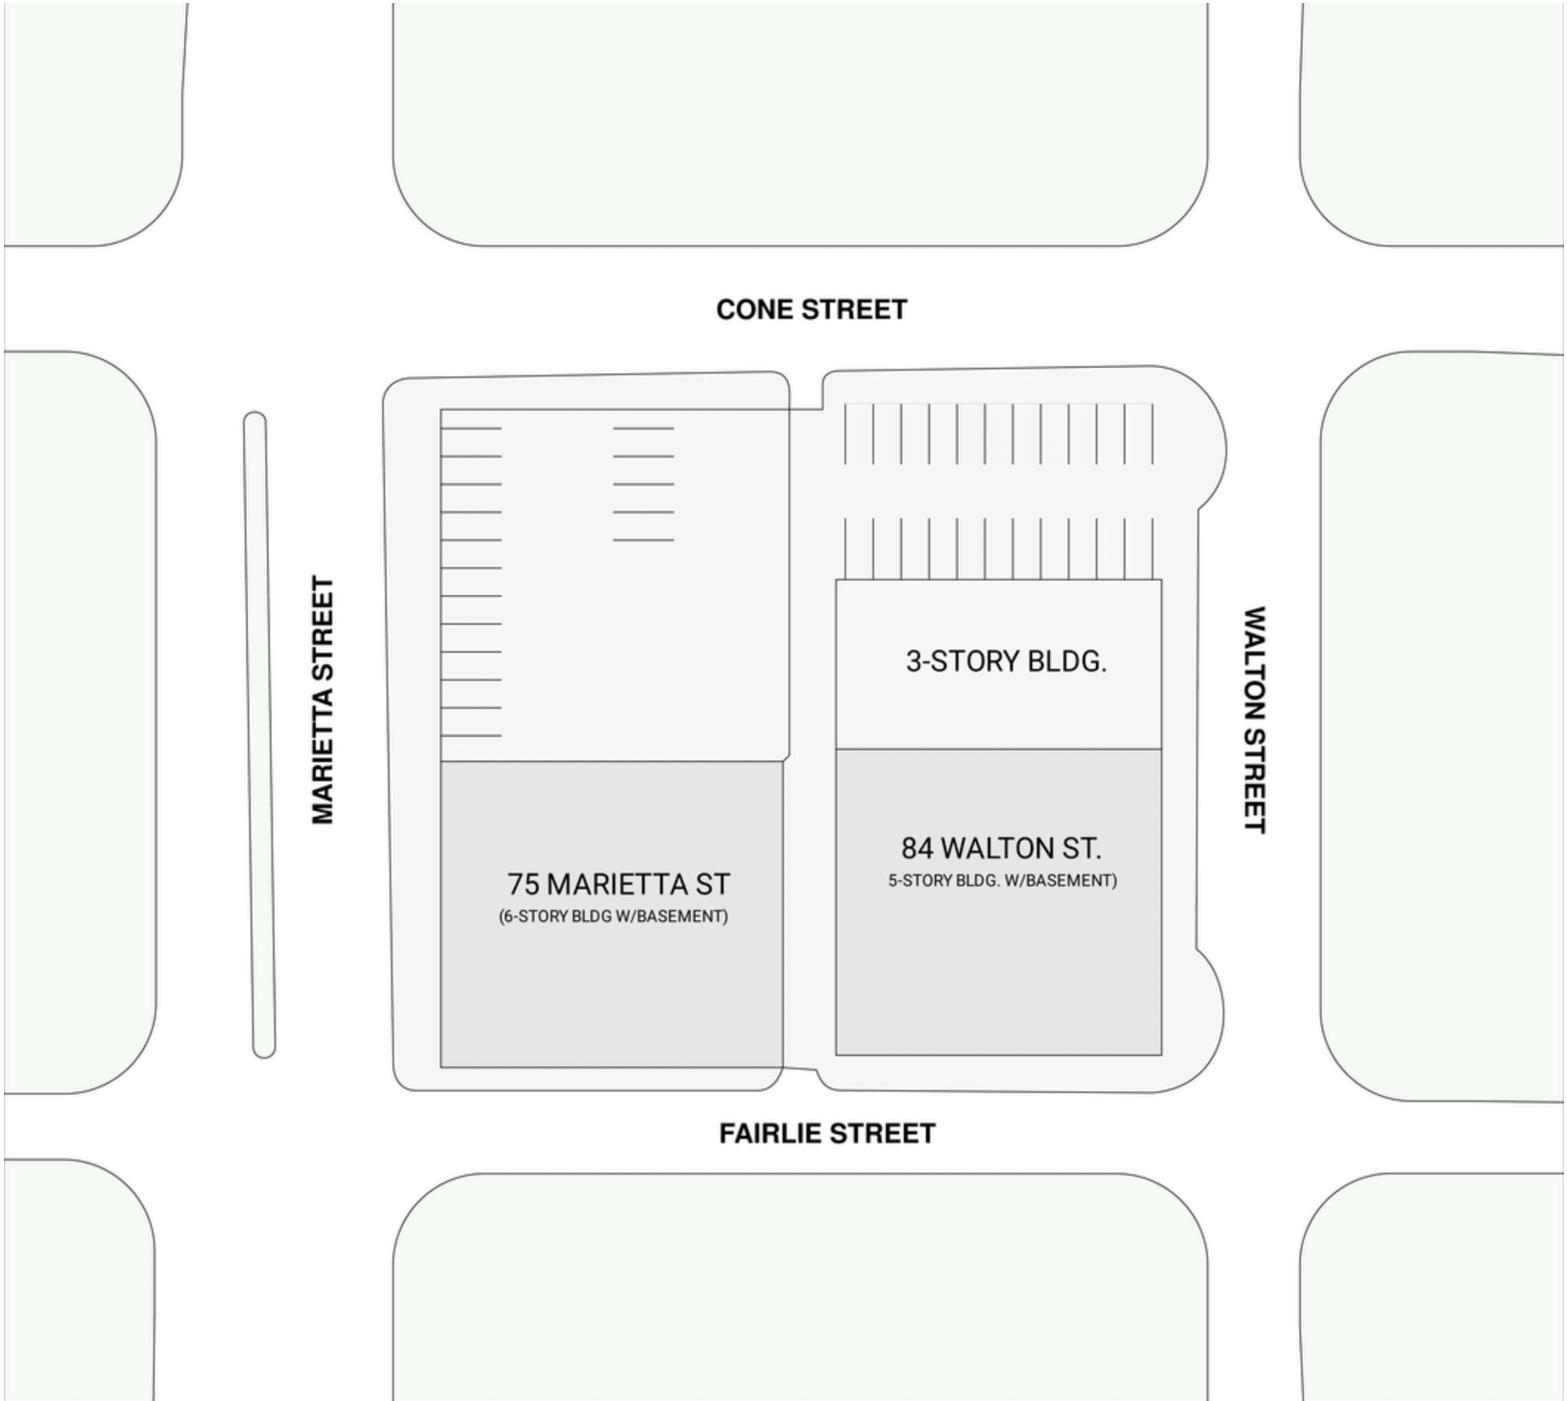 CONE STREET
MARIETTA STREET
WALTON STREET
3-STORY BLDG.
84 WALTON ST.
5-STORY BLDG. W/BASEMENT)
75 MARIETTA ST
(6-STORY BLDG W/BASEMENT)
FAIRLIE STREET